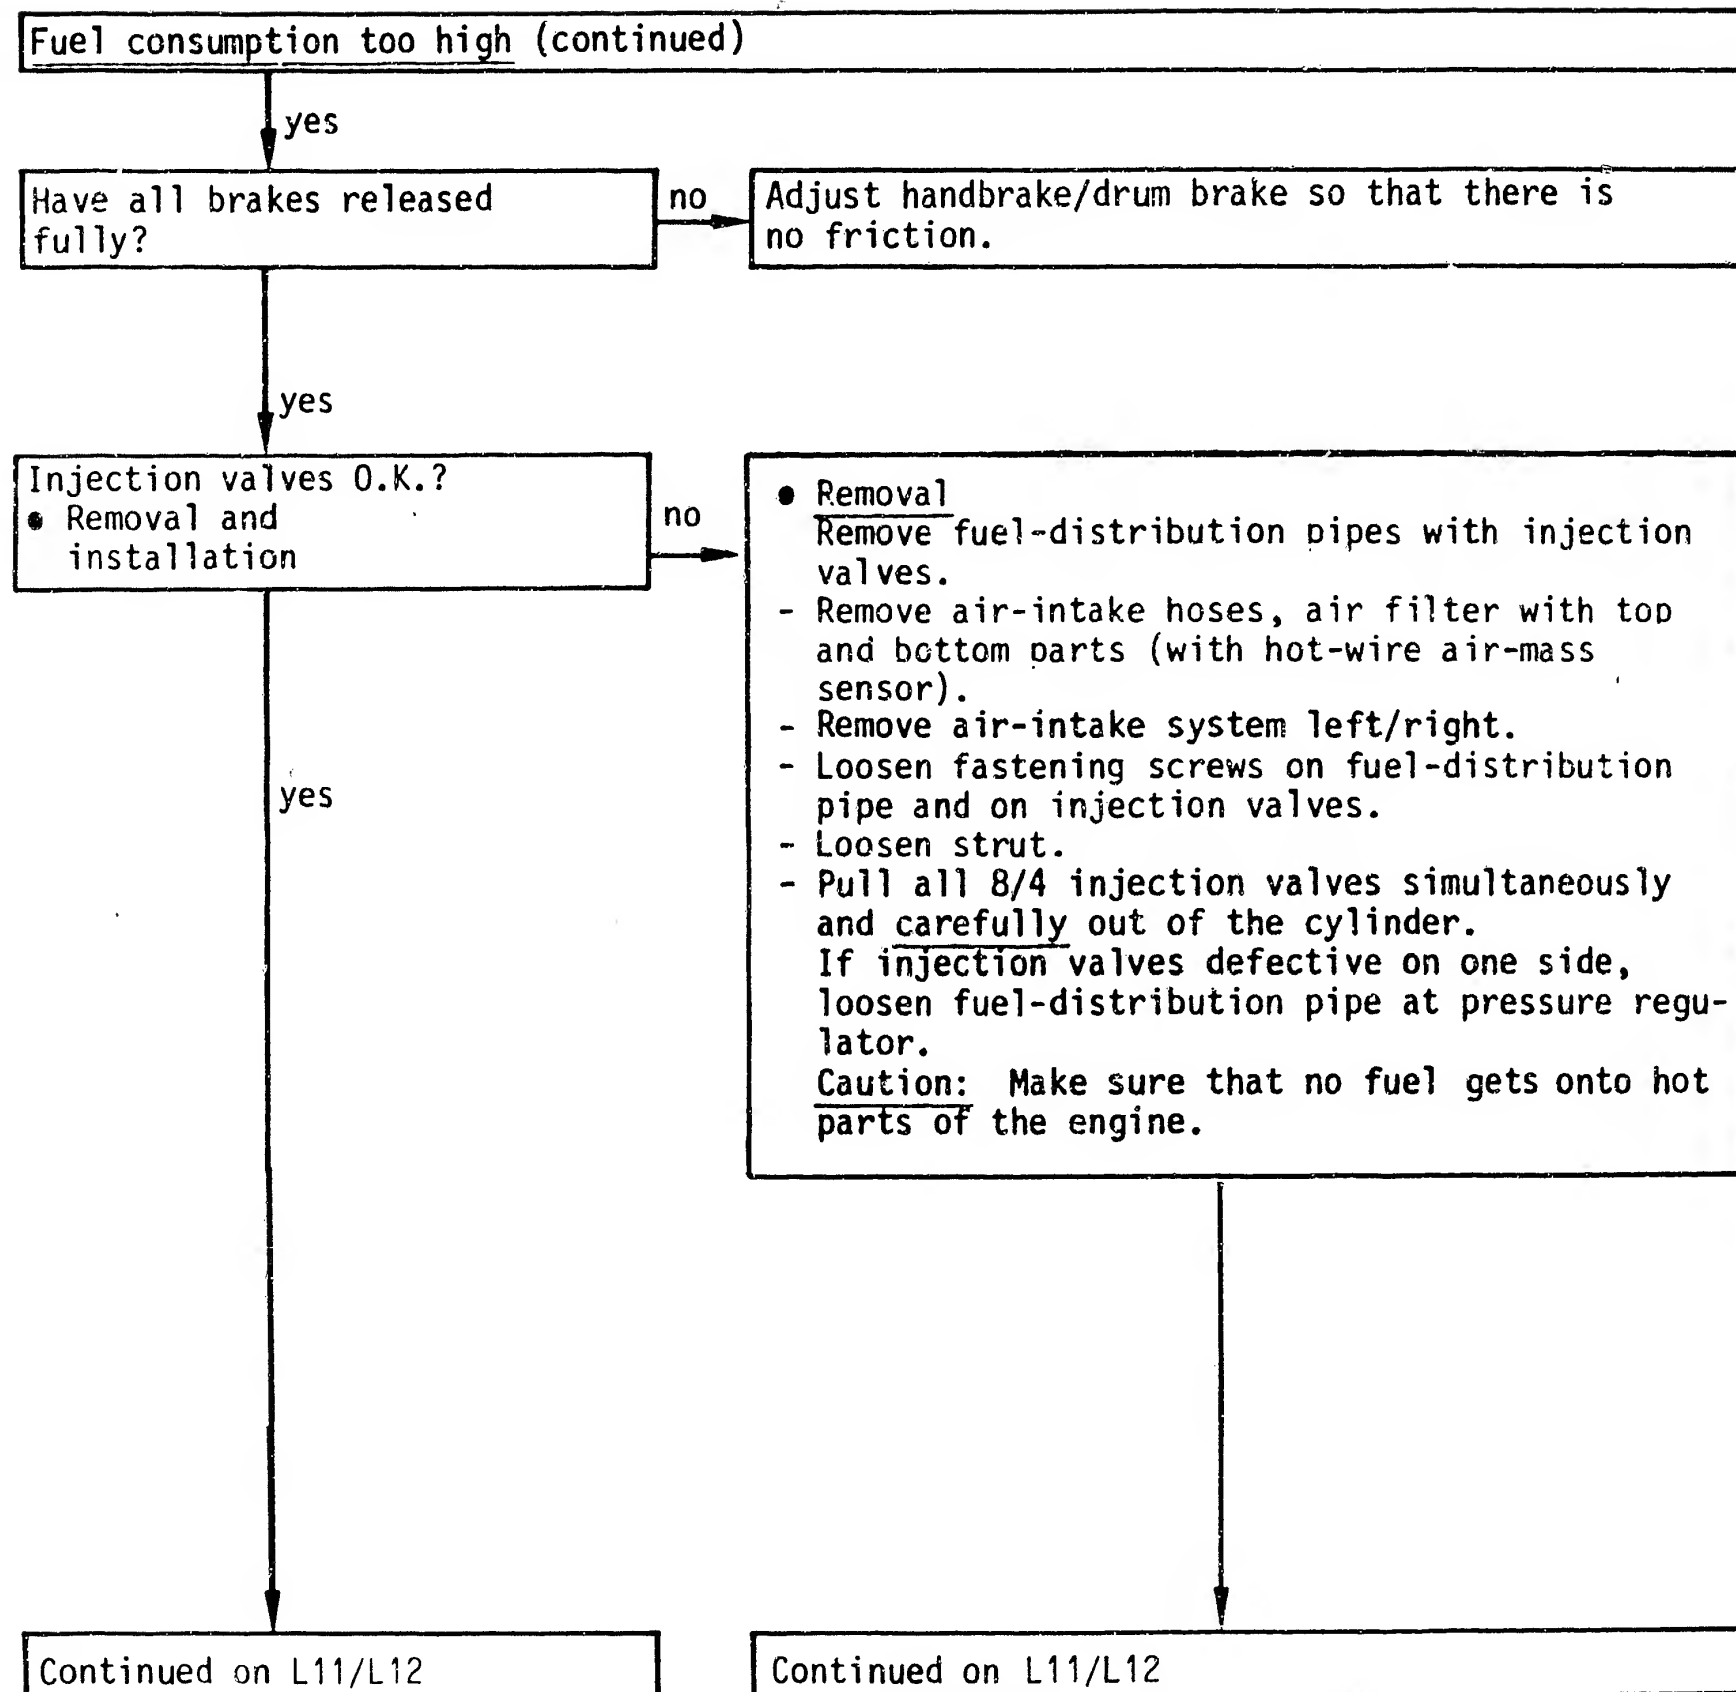 Fuel consumption too high (continued)
yes
Have all brakes released
fully?
no
Adjust handbrake/drum brake so that there is
no friction.
yes
Injection valves O.K.?
● Removal and
installation
no
● Removal
Remove fuel-distribution pipes with injection
valves.
- Remove air-intake hoses, air filter with top
and bottom parts (with hot-wire air-mass
sensor).
- Remove air-intake system left/right.
- Loosen fastening screws on fuel-distribution
pipe and on injection valves.
- Loosen strut.
- Pull all 8/4 injection valves simultaneously
and carefully out of the cylinder.
If injection valves defective on one side,
loosen fuel-distribution pipe at pressure regu-
lator.
Caution: Make sure that no fuel gets onto hot
parts of the engine.
yes
Continued on L11/L12
Continued on L11/L12